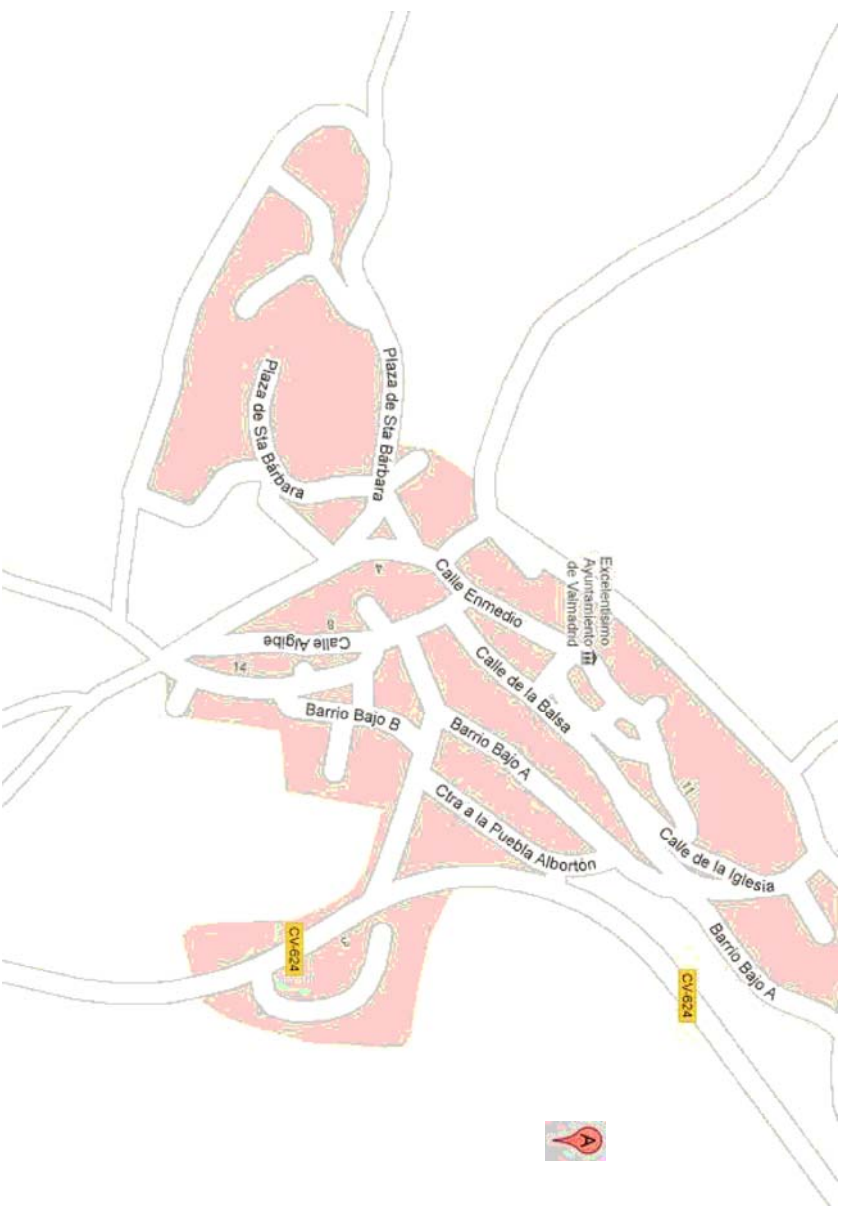 Plaza de Sta Bárbara
Plaza de Sta Bárbara
4
Calle Enmedio
Excelentísimo
Ayuntamiento
de Valmadrid
8
Calle Algibe
14
Calle de la Balsa
Barrio Bajo B
Barrio Bajo A
11
Ctra a la Puebla Albortón
Calle de la Iglesia
CV-624
3
Barrio Bajo A
CV-624
A